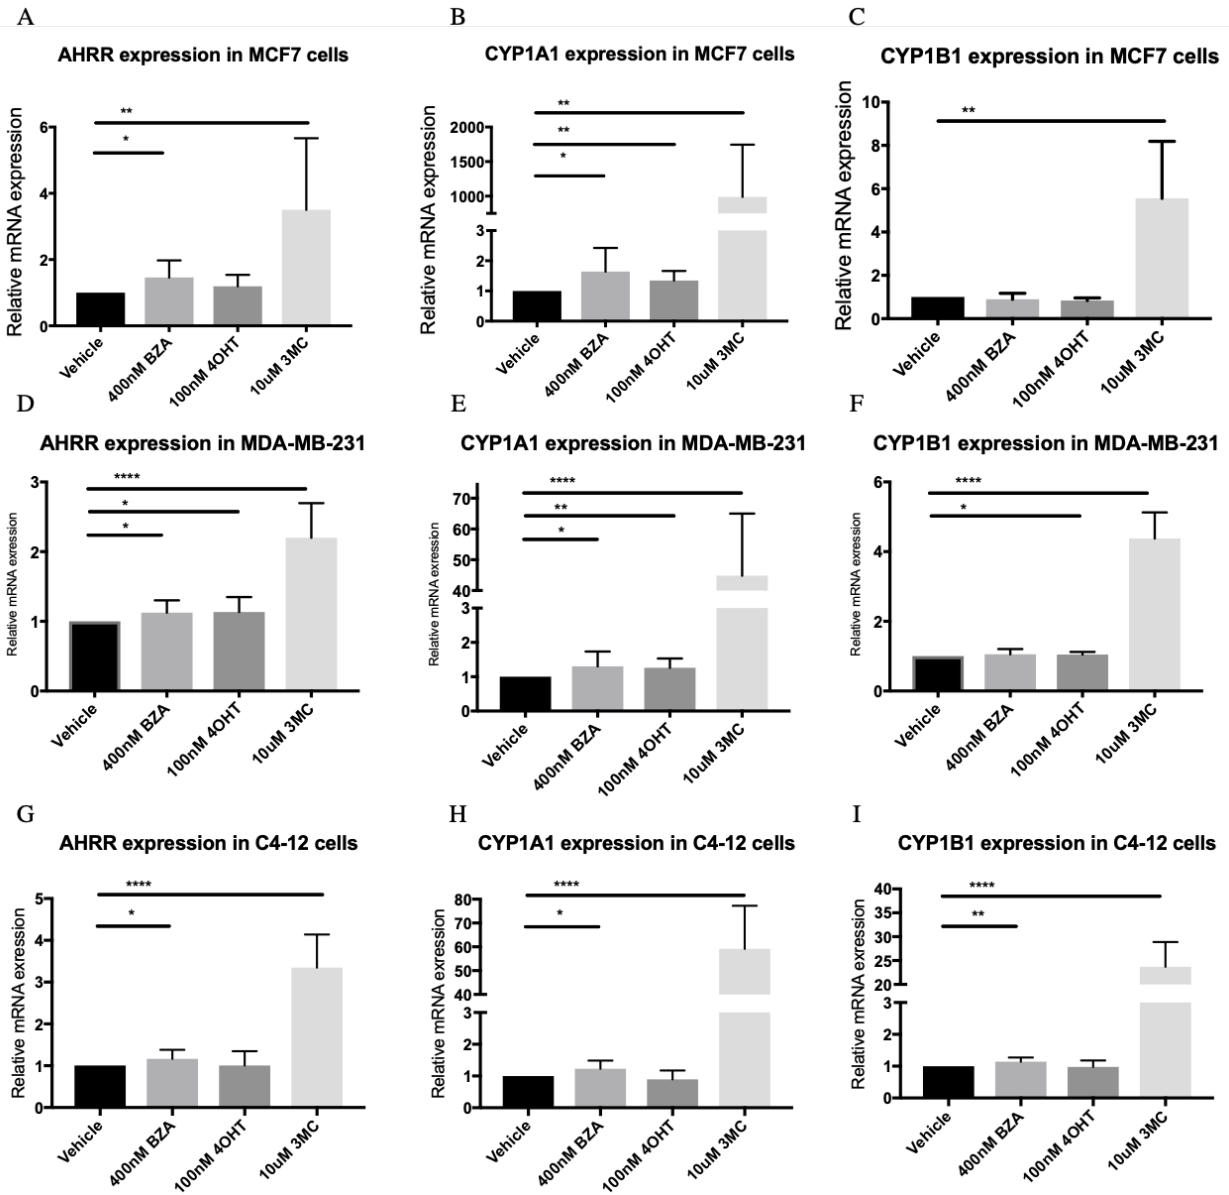 A
B
C
AHRR expression in MCF7 cells
CYP1A1 expression in MCF7 cells
CYP1B1 expression in MCF7 cells
Relative mRNA expression
6
4
2
0
**
*
Vehicle
400nM BZA
100nM 4OHT
10uM 3MC
Relative mRNA expression
2000
1500
1000
3
2
1
0
**
**
*
Vehicle
400nM BZA
100nM 4OHT
10uM 3MC
Relative mRNA expression
10
8
6
4
2
0
**
Vehicle
400nM BZA
100nM 4OHT
10uM 3MC
D
E
F
AHRR expression in MDA-MB-231
CYP1A1 expression in MDA-MB-231
CYP1B1 expression in MDA-MB-231
Relative mRNA exression
3
2
1
0
****
*
*
Vehicle
400nM BZA
100nM 4OHT
10uM 3MC
Relative mRNA exression
70
60
50
40
3
2
1
0
****
**
*
Vehicle
400nM BZA
100nM 4OHT
10uM 3MC
Relative mRNA exression
6
4
2
0
****
*
Vehicle
400nM BZA
100nM 4OHT
10uM 3MC
G
H
I
AHRR expression in C4-12 cells
CYP1A1 expression in C4-12 cells
CYP1B1 expression in C4-12 cells
Relative mRNA exression
5
4
3
2
1
0
****
*
Vehicle
400nM BZA
100nM 4OHT
10uM 3MC
Relative mRNA exression
80
70
60
50
40
3
2
1
0
****
*
Vehicle
400nM BZA
100nM 4OHT
10uM 3MC
Relative mRNA exression
40
35
30
25
20
3
2
1
0
****
**
Vehicle
400nM BZA
100nM 4OHT
10uM 3MC